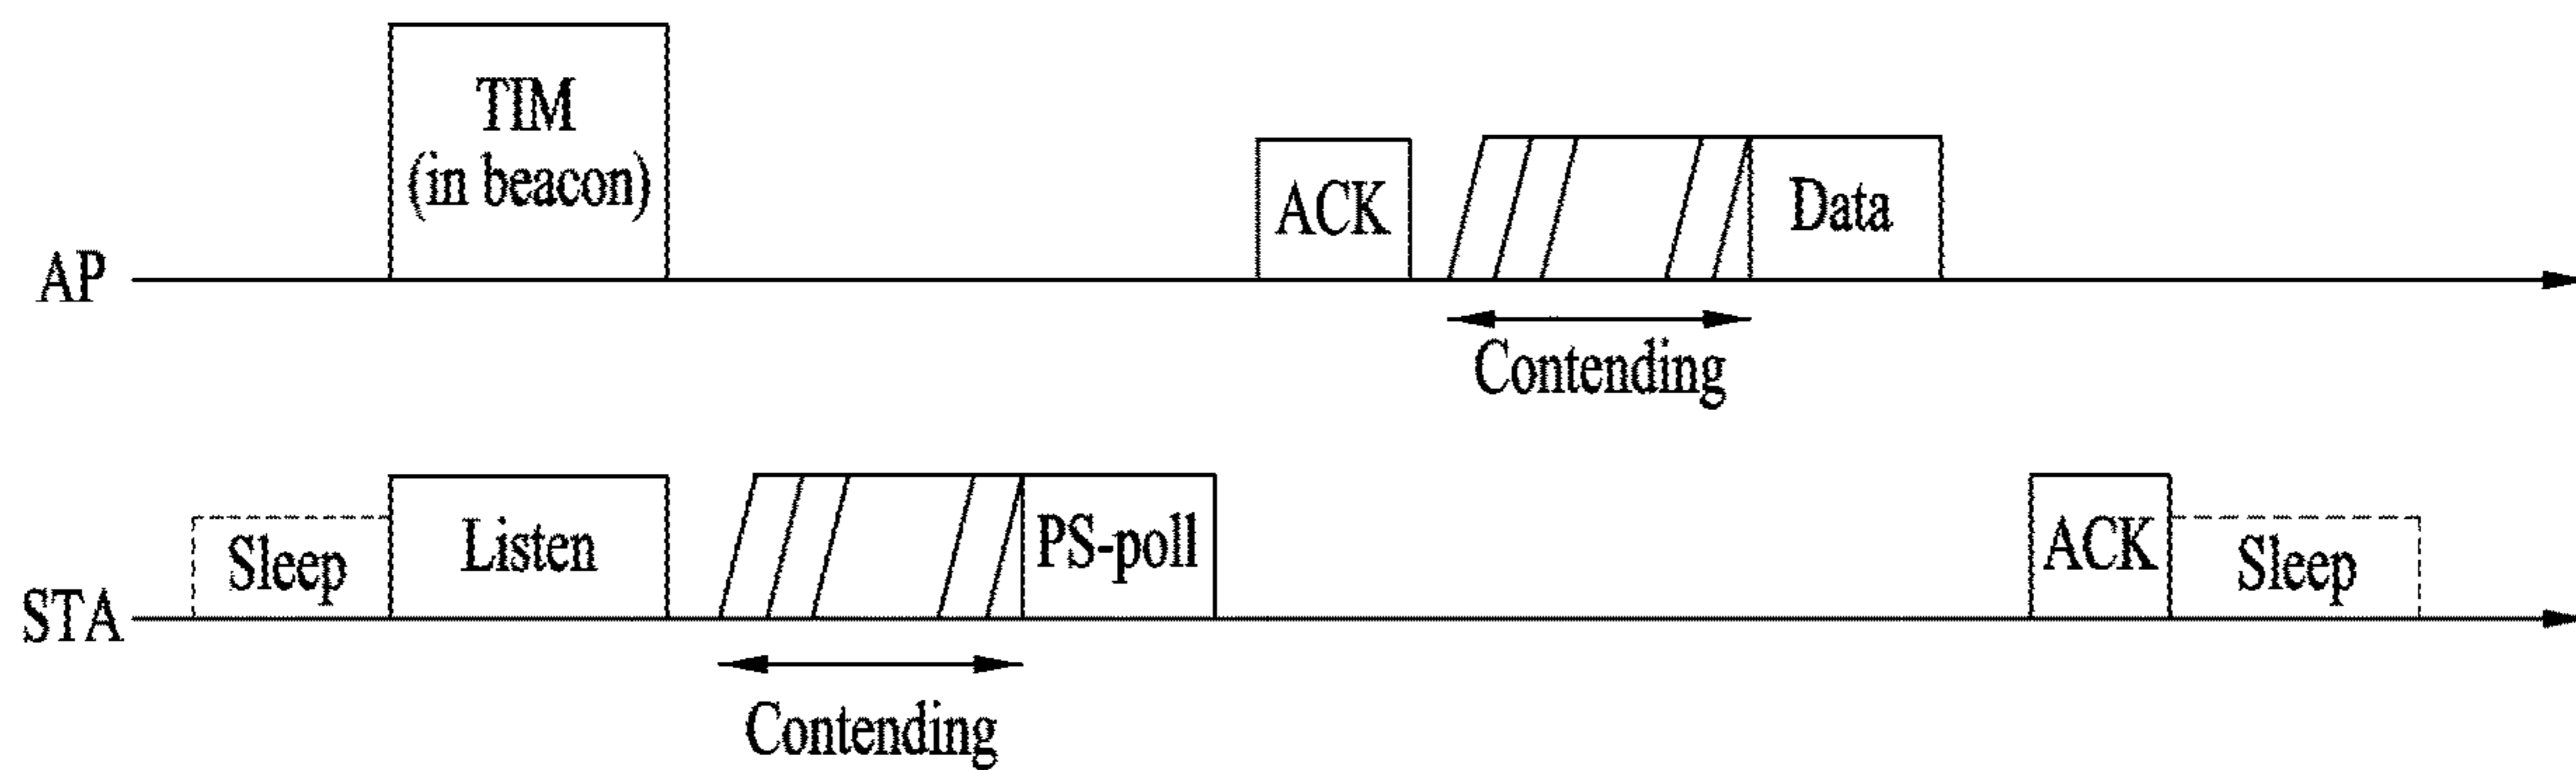 TIM
(in beacon)
ACK
Data
AP
Contending
Sleep
Listen
PS-poll
ACK
Sleep
STA
Contending